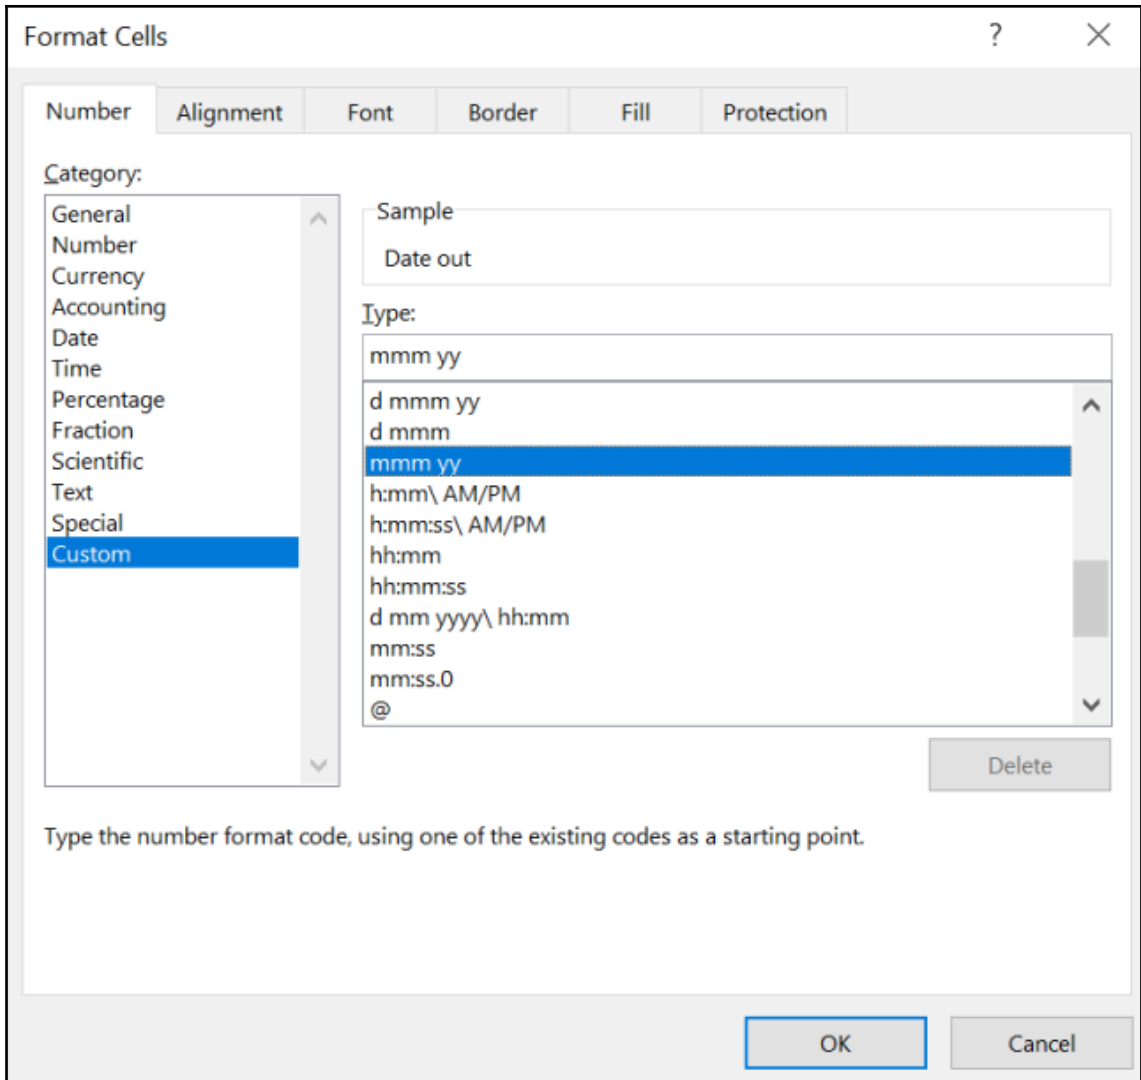 Format Cells ?
Number Alignment Font Border Fill Protection
Category:
General
Number
Currency
Accounting
Date
Time
Percentage
Fraction
Scientific
Text
Special
Custom
Sample
Date out
Type:
mmm yy
d mmm yy
d mmm
mmm yy
h:mm\ AM/PM
h:mm:ss\ AM/PM
hh:mm
hh:mm:ss
d mm yyyy\ hh:mm
mm:ss
mm:ss.0
@
Delete
Type the number format code, using one of the existing codes as a starting point.
OK Cancel